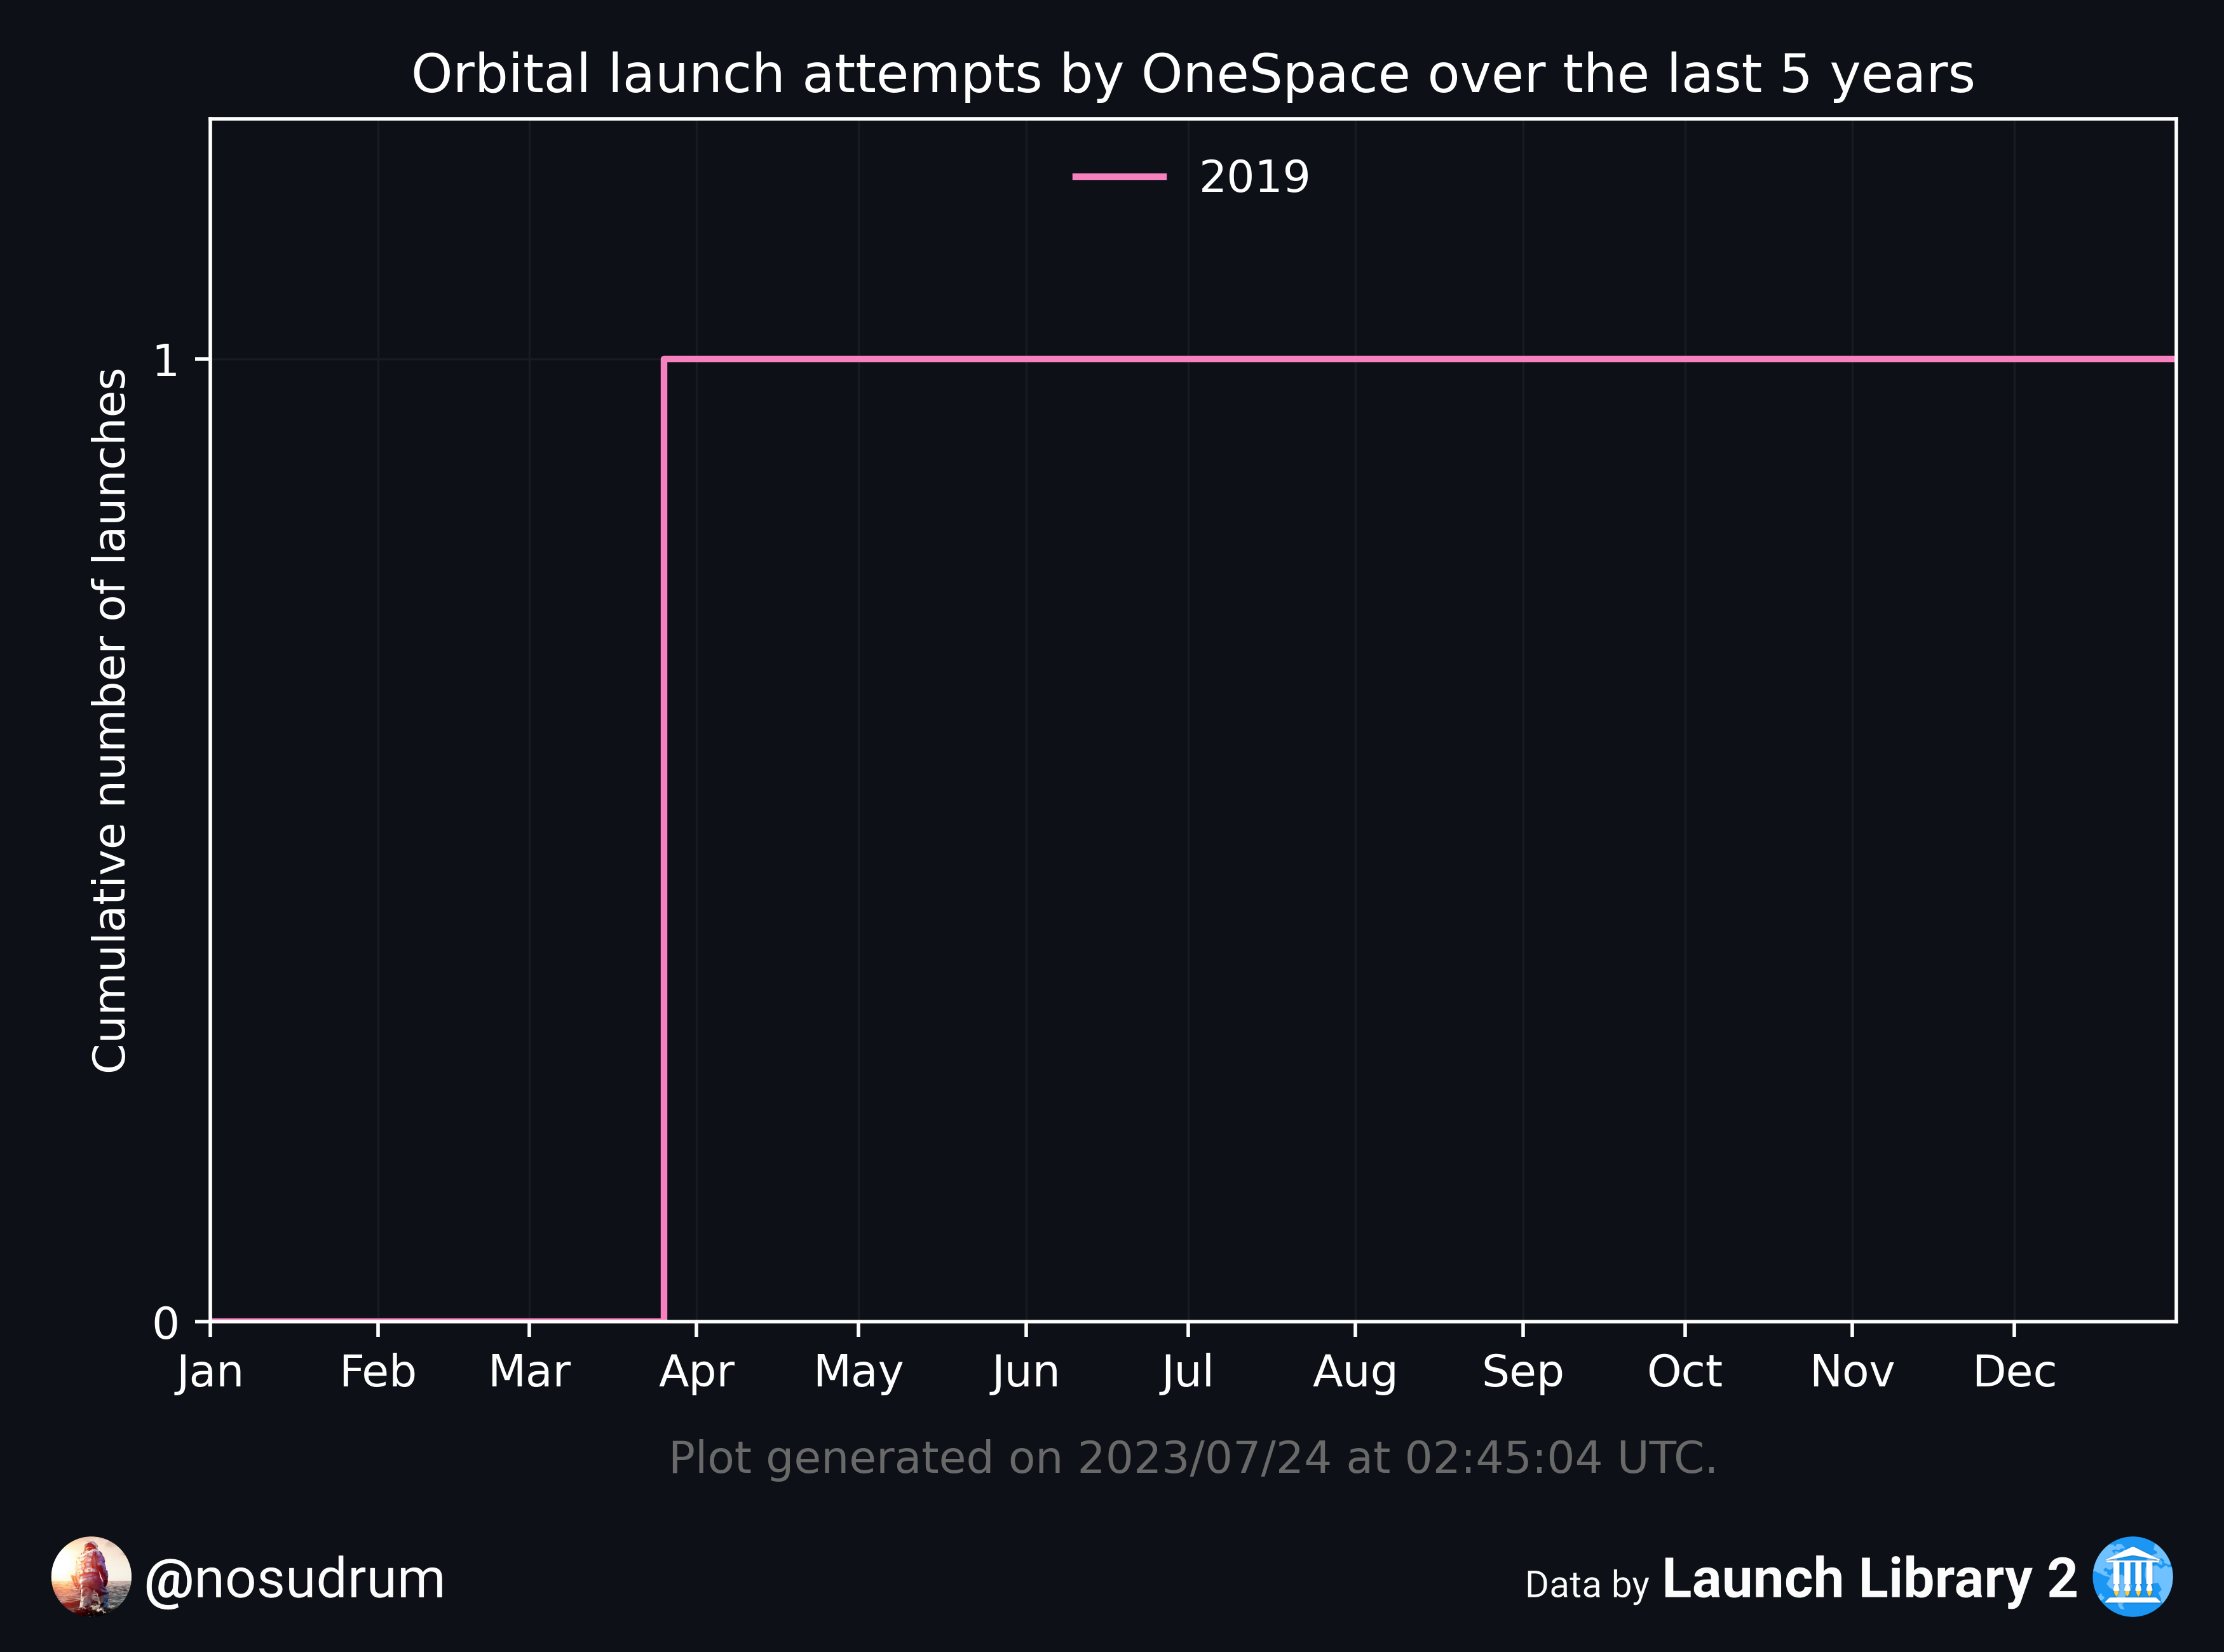 Orbital launch attempts by OneSpace over the last 5 years
2019
Cumulative number of launches
1
0
Jan Feb Mar Apr May Jun Jul Aug Sep Oct Nov Dec
Plot generated on 2023/07/24 at 02:45:04 UTC.
@nosudrum
Data by Launch Library 2